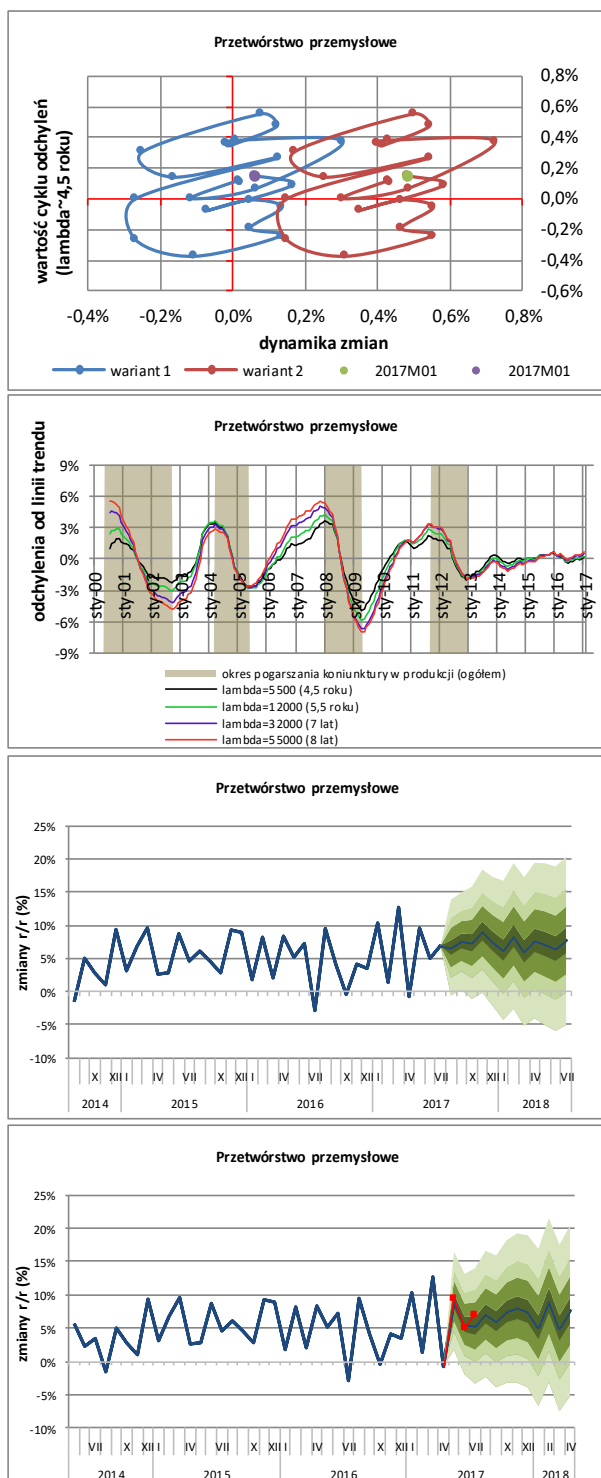 Przetwórstwo przemysłowe
wartość cyklu odchyleń
(lambda~4,5 roku)
0,8%
0,6%
0,4%
0,2%
0,0%
-0,2%
-0,4%
-0,6%
-0,4% -0,2% 0,0% 0,2% 0,4% 0,6% 0,8%
dynamika zmian
wariant 1 wariant 2 2017M01 2017M01
Przetwórstwo przemysłowe
odchylenia od linii trendu
9%
6%
3%
0%
-3%
-6%
-9%
sty-00 sty-01 sty-02 sty-03 sty-04 sty-05 sty-06 sty-07 sty-08 sty-09 sty-10 sty-11 sty-12 sty-13 sty-14 sty-15 sty-16 sty-17
okres pogarszania koniunktury w produkcji (ogółem)
lambda=5500 (4,5 roku)
lambda=12000 (5,5 roku)
lambda=32000 (7 lat)
lambda=55000 (8 lat)
Przetwórstwo przemysłowe
zmiany r/r (%)
25%
20%
15%
10%
5%
0%
-5%
-10%
X XII I IV VII X XII I IV VII X XII I IV VII X XII I IV VII
2014 2015 2016 2017 2018
Przetwórstwo przemysłowe
zmiany r/r (%)
25%
20%
15%
10%
5%
0%
-5%
-10%
VII X XII I IV VII X XII I IV VII X XII I IV VII X XII II IV
2014 2015 2016 2017 2018